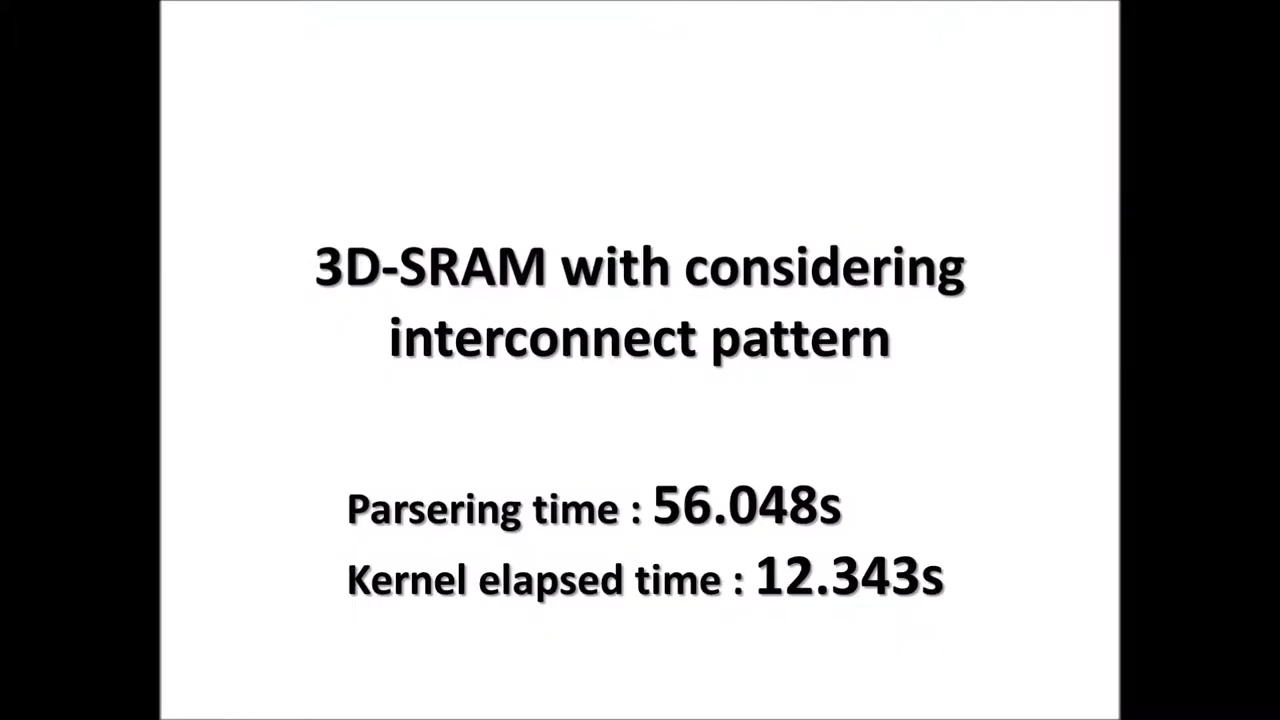 3D-SRAM with considering
interconnect pattern
Parsering time : 56.048s
Kernel elapsed time : 12.343s